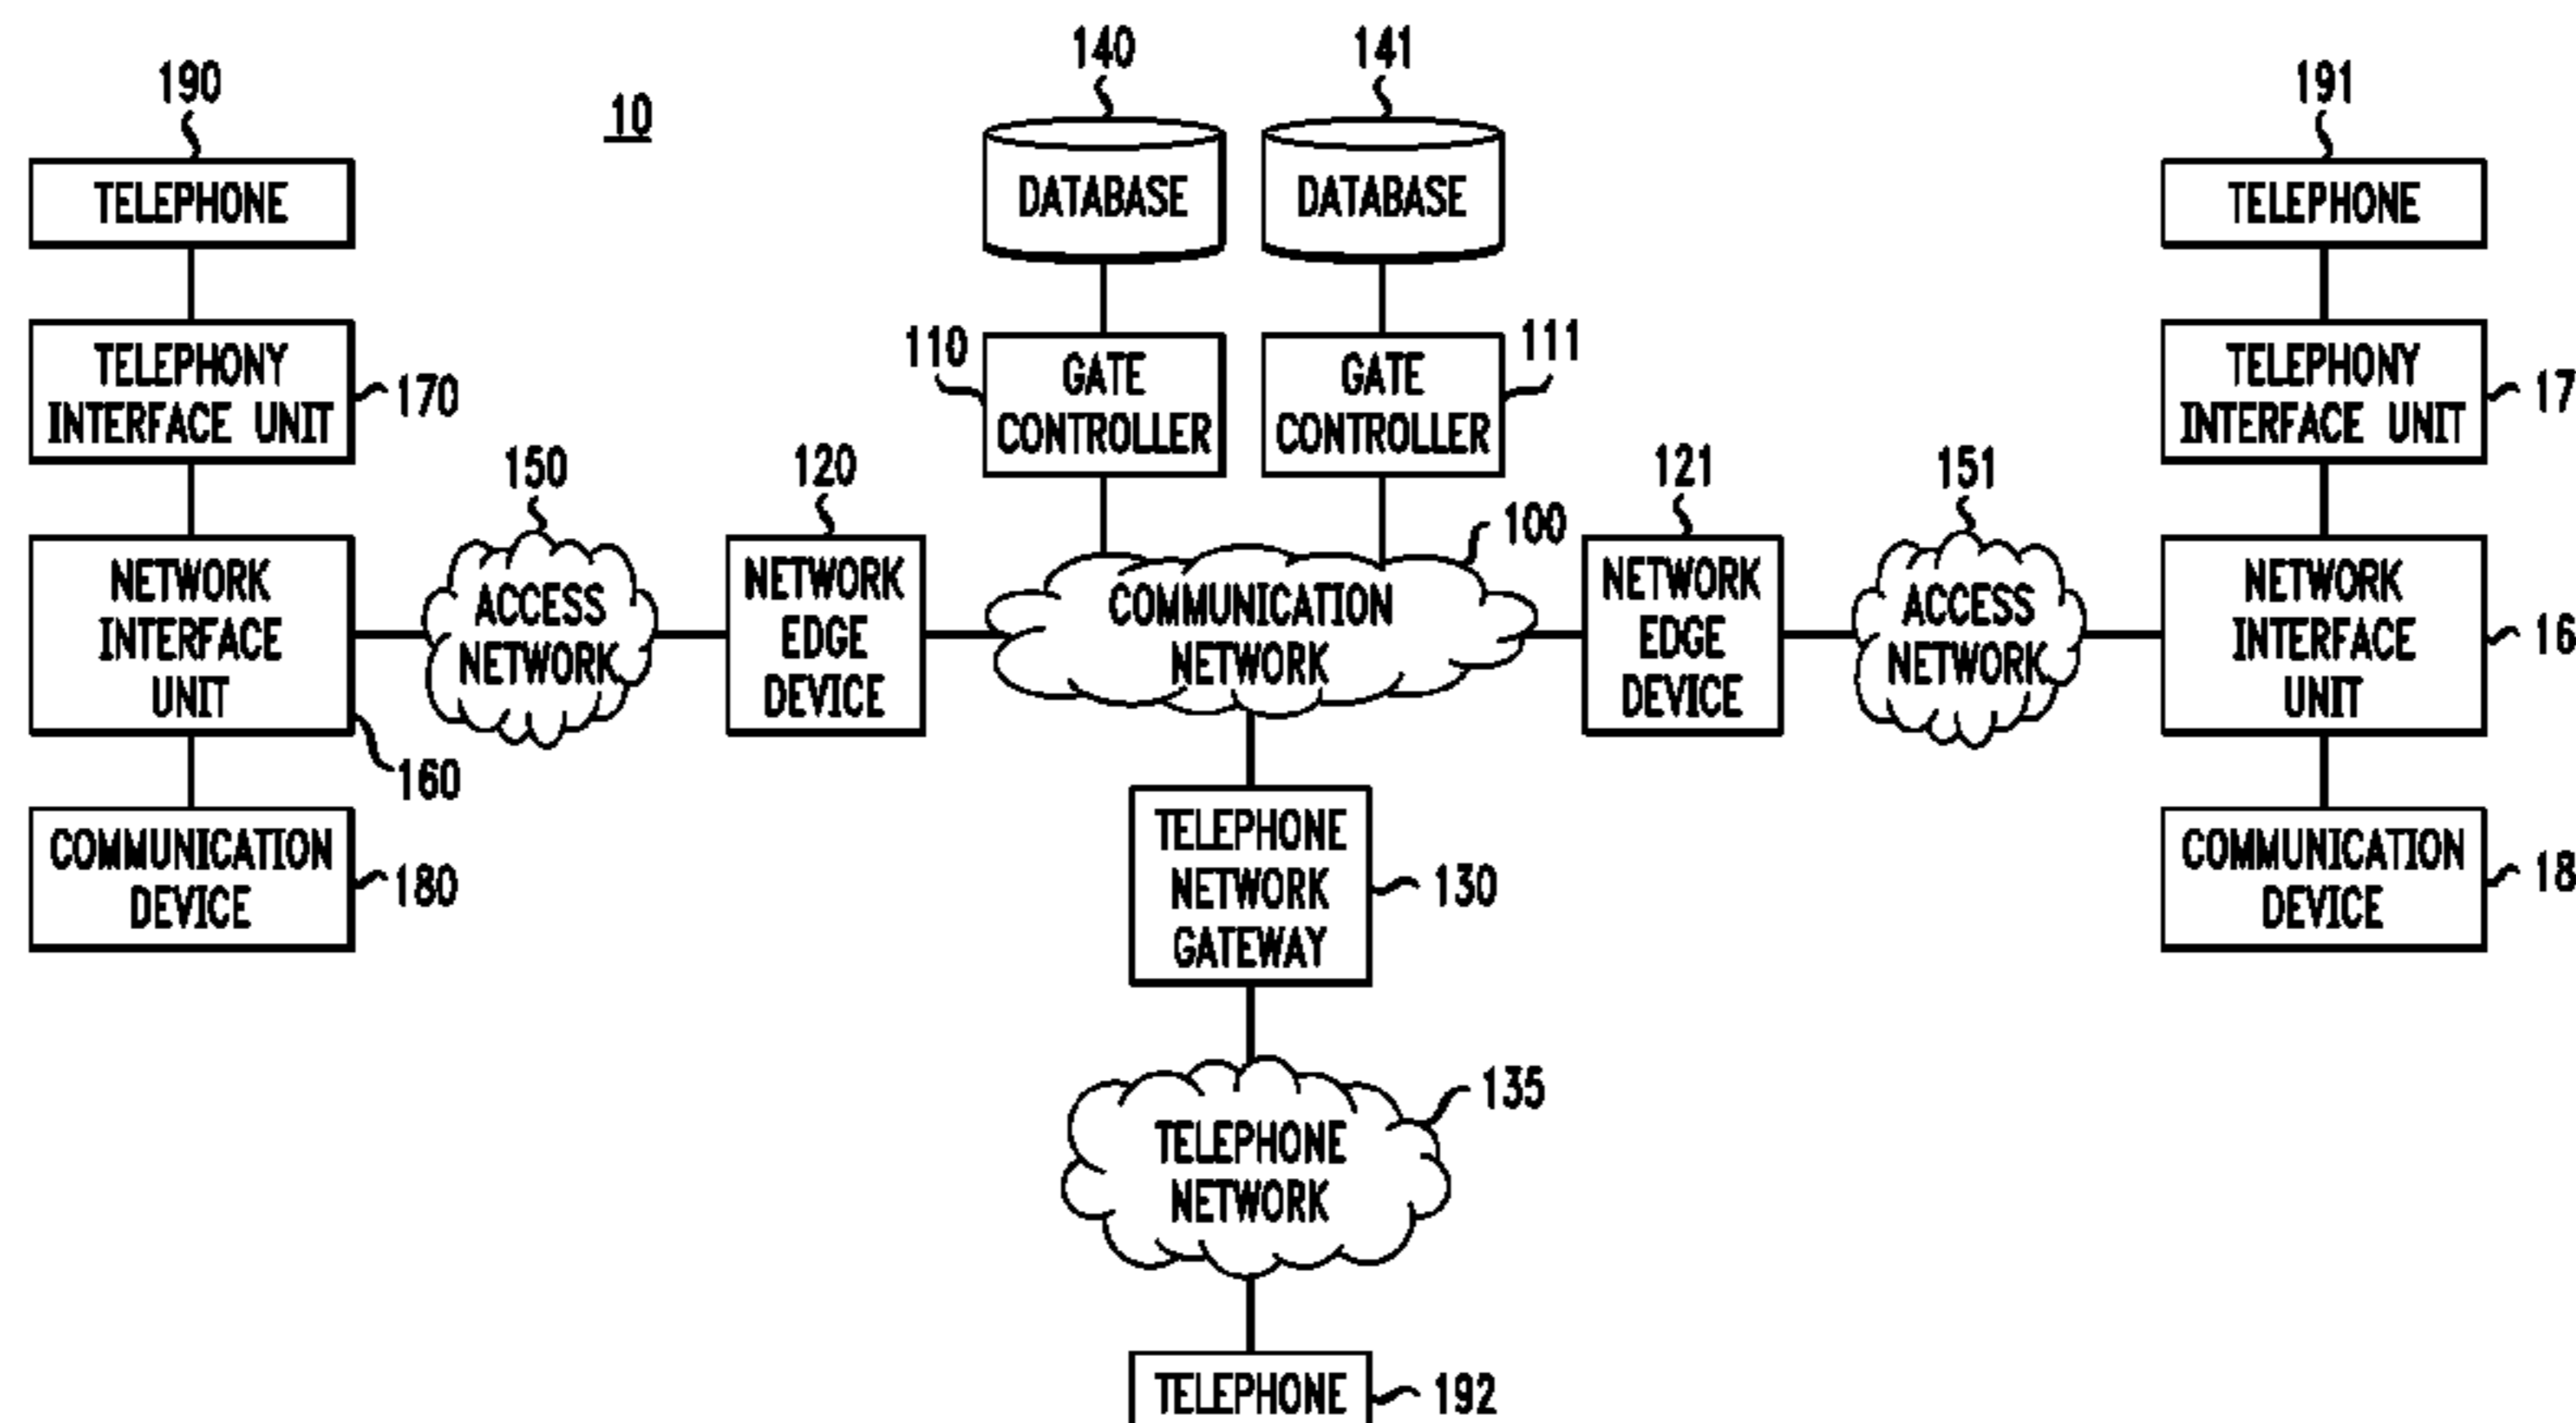 140
141
190
10
191
TELEPHONE
DATABASE
DATABASE
TELEPHONE
110
111
TELEPHONY
INTERFACE UNIT
170
GATE
CONTROLLER
GATE
CONTROLLER
TELEPHONY
INTERFACE UNIT
17
150
120
100
121
151
NETWORK
INTERFACE
UNIT
ACCESS
NETWORK
NETWORK
EDGE
DEVICE
COMMUNICATION
NETWORK
NETWORK
EDGE
DEVICE
ACCESS
NETWORK
NETWORK
INTERFACE
UNIT
16
160
COMMUNICATION
DEVICE
180
TELEPHONE
NETWORK
GATEWAY
130
COMMUNICATION
DEVICE
18
135
TELEPHONE
NETWORK
TELEPHONE
192